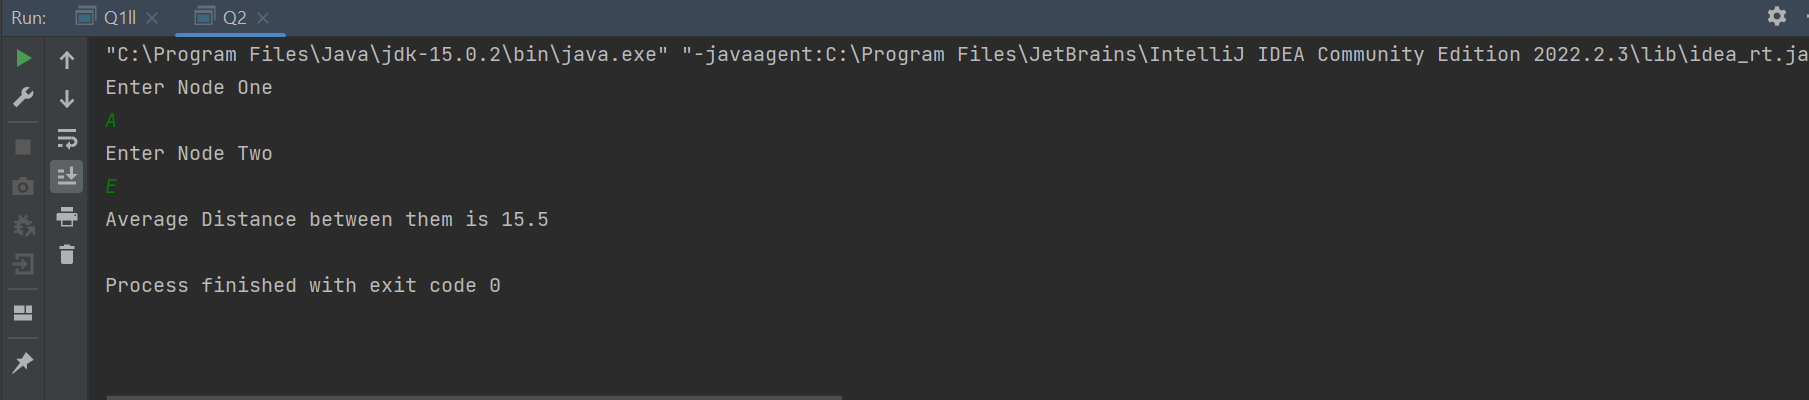 Run: Q1ll Q2
"C:\Program Files\Java\jdk-15.0.2\bin\java.exe" "-javaagent:C:\Program Files\JetBrains\IntelliJ IDEA Community Edition 2022.2.3\lib\idea_rt.ja
Enter Node One
A
Enter Node Two
E
Average Distance between them is 15.5
Process finished with exit code 0